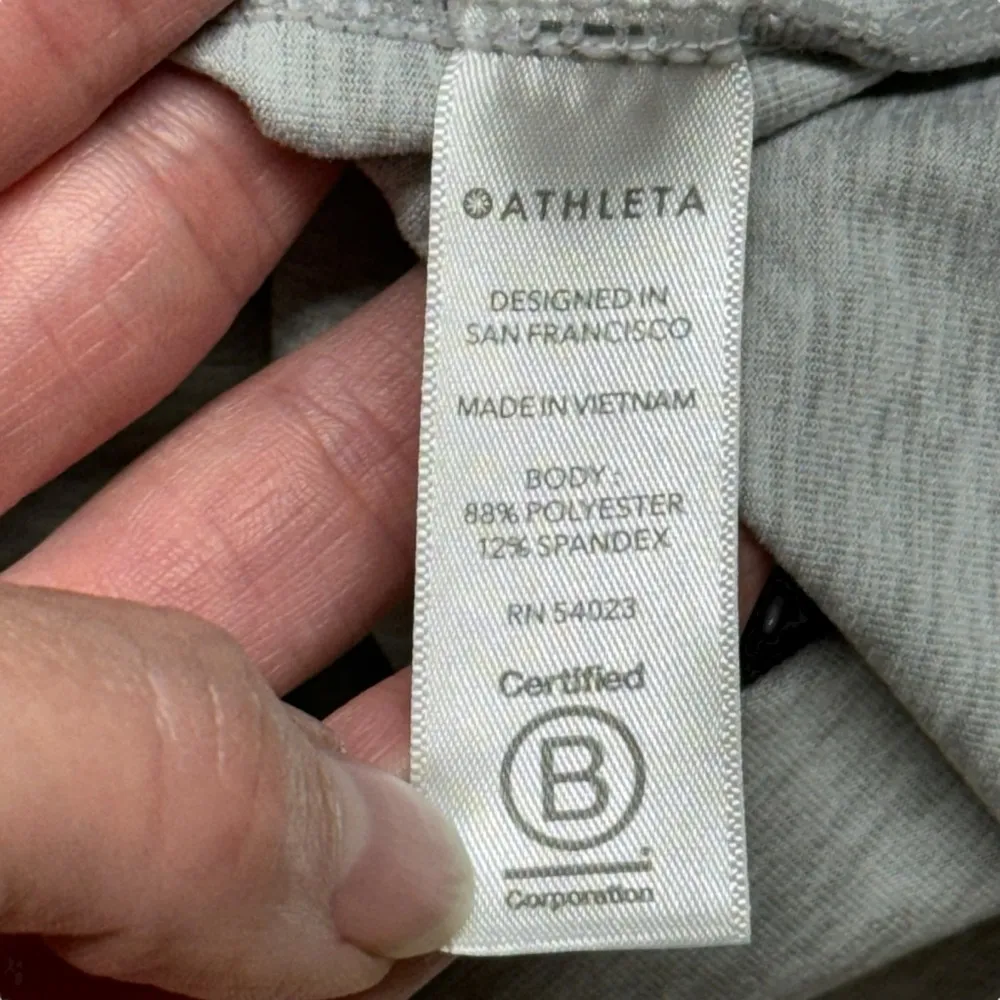 ATHLETA
DESIGNED IN
SAN FRANCISCO
MADE IN VIETNAM
BODY :
88% POLYESTER
12% SPANDEX
RN 54023
Certified
B
Corporation